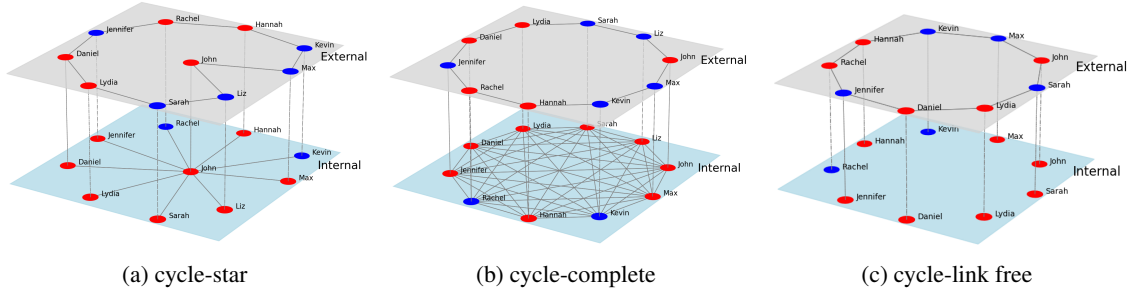 Rachel
Hannah
Jennifer
Kevin
Daniel
External
John
Max
Lydia
Liz
Sarah
Rachel
Hannah
Jennifer
Kevin
Daniel
Internal
John
Max
Lydia
Liz
Sarah
(a) cycle-star
Lydia
Sarah
Daniel
Liz
Jennifer
John
External
Max
Rachel
Kevin
Hannah
Lydia
Sarah
Daniel
Liz
Jennifer
John
Internal
Rachel
Max
Hannah
Kevin
(b) cycle-complete
Kevin
Hannah
Max
Rachel
John
External
Jennifer
Sarah
Daniel
Lydia
Kevin
Hannah
Max
Rachel
John
Internal
Jennifer
Sarah
Daniel
Lydia
(c) cycle-link free